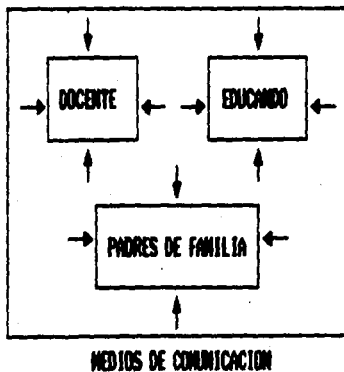 DOCENTE
EDUCANDO
PADRES DE FAMILIA
MEDIOS DE COMUNICACION